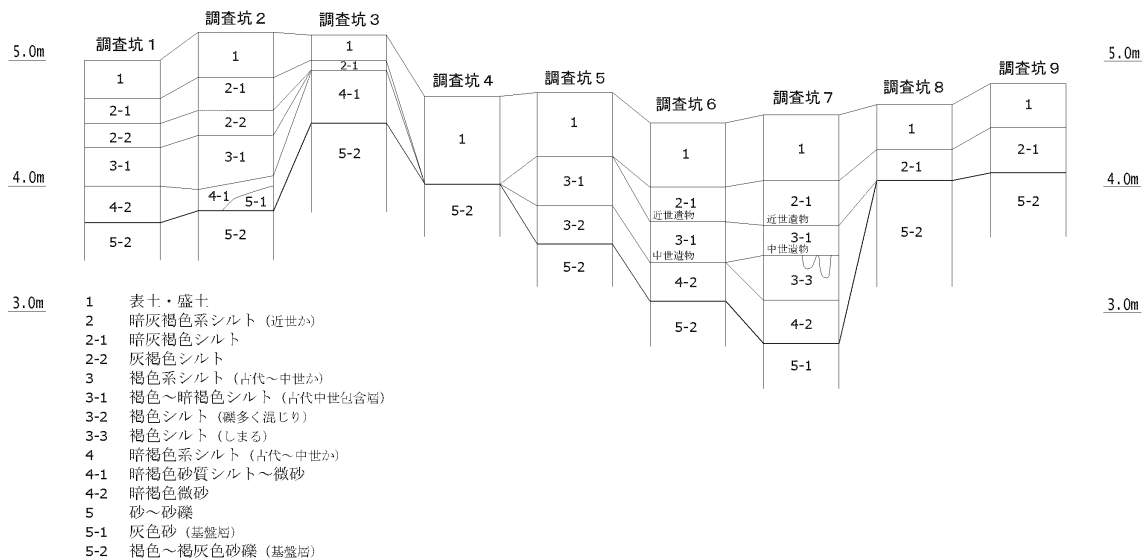 調査坑1
調査坑2
調査坑3
調査坑4
調査坑5
調査坑6
調査坑7
調査坑8
調査坑9
5.0m
4.0m
3.0m
5.0m
4.0m
3.0m
1
2-1
2-2
3-1
4-2
5-2
1
2-1
2-2
3-1
4-1
5-1
5-2
1
2-1
4-1
5-2
1
5-2
1
3-1
3-2
5-2
1
2-1
近世遺物
3-1
中世遺物
4-2
5-2
1
2-1
近世遺物
3-1
中世遺物
3-3
4-2
5-1
1
2-1
5-2
1
2-1
5-2
1 表土・盛土
2 暗灰褐色系シルト(近世か)
2-1 暗灰褐色シルト
2-2 灰褐色シルト
3 褐色系シルト(古代～中世か)
3-1 褐色～暗褐色シルト(古代中世包含層)
3-2 褐色シルト(礫多く混じり)
3-3 褐色シルト(しまる)
4 暗褐色系シルト(古代～中世か)
4-1 暗褐色砂質シルト～微砂
4-2 暗褐色微砂
5 砂～砂礫
5-1 灰色砂(基盤層)
5-2 褐色～褐灰色砂礫(基盤層)